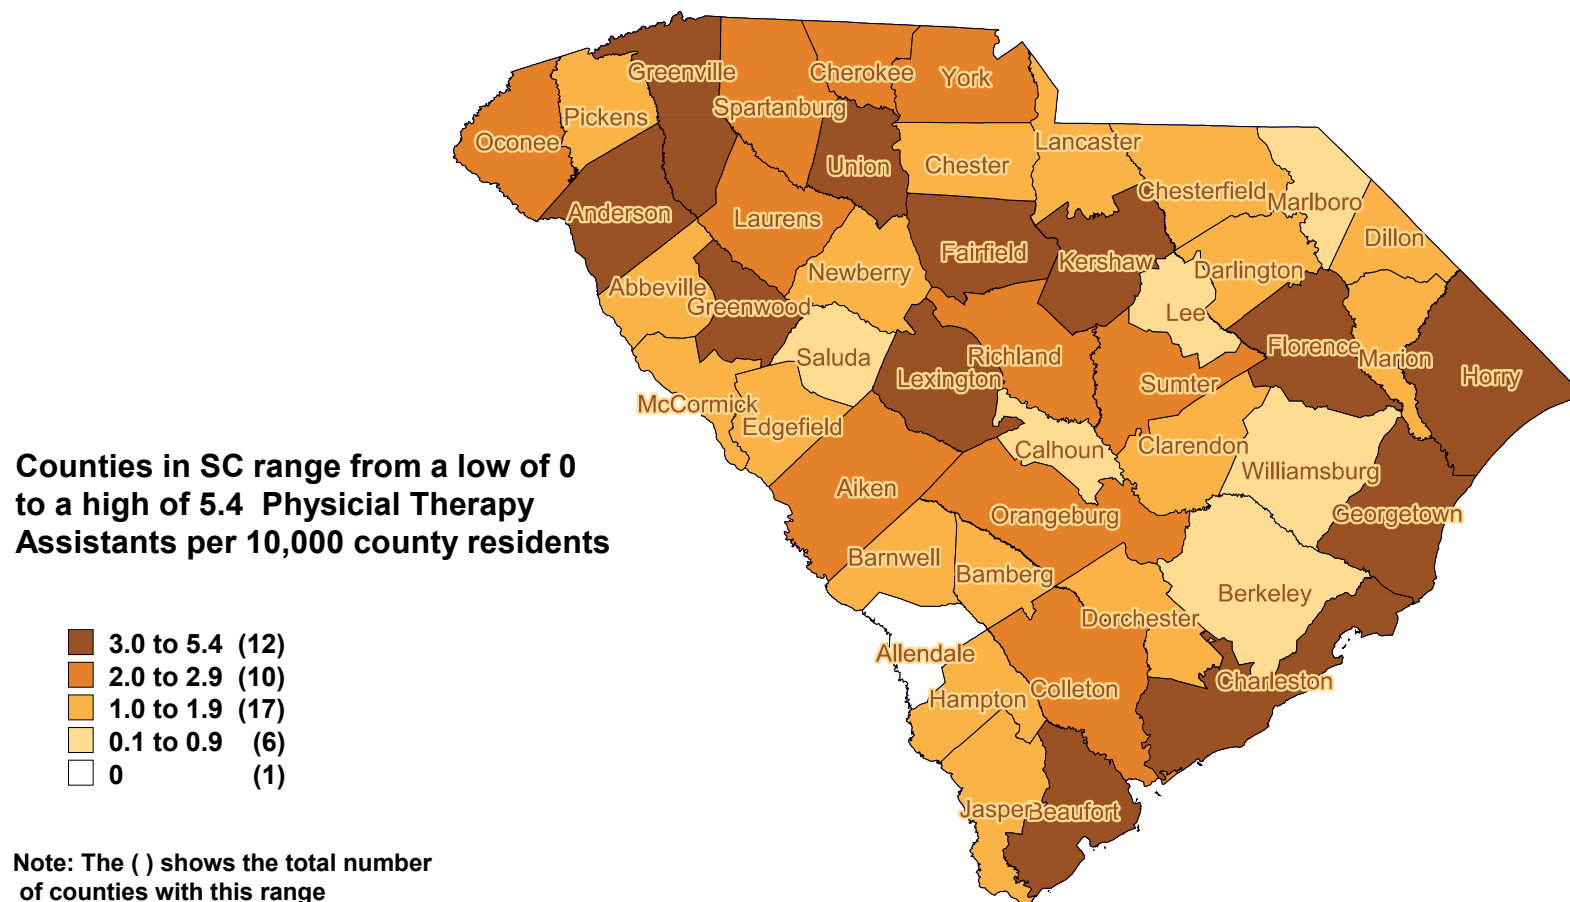 Greenville
Cherokee
York
Pickens
Spartanburg
Oconee
Union
Chester
Lancaster
Chesterfield
Marlboro
Anderson
Laurens
Fairfield
Kershaw
Dillon
Newberry
Darlington
Abbeville
Greenwood
Lee
Saluda
Richland
Florence
Marion
Lexington
Sumter
Horry
McCormick
Edgefield
Calhoun
Clarendon
Williamsburg
Aiken
Orangeburg
Georgetown
Barnwell
Bamberg
Berkeley
Dorchester
Allendale
Hampton
Colleton
Charleston
Jasper
Beaufort
Counties in SC range from a low of 0
to a high of 5.4 Physicial Therapy
Assistants per 10,000 county residents
3.0 to 5.4 (12)
2.0 to 2.9 (10)
1.0 to 1.9 (17)
0.1 to 0.9 (6)
0 (1)
Note: The ( ) shows the total number
of counties with this range